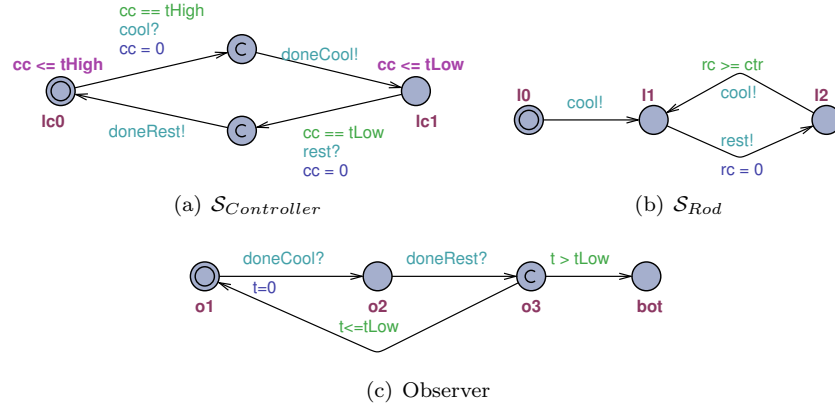 cc == tHigh
cool?
cc = 0
C
doneCool!
cc <= tHigh
cc <= tLow
lc0
doneRest!
C
lc1
cc == tLow
rest?
cc = 0
(a) S_Controller
rc >= ctr
l0
cool!
l1
cool!
l2
rest!
rc = 0
(b) S_Rod
doneCool?
doneRest?
t > tLow
C
t=0
o1
o2
o3
bot
t<=tLow
(c) Observer